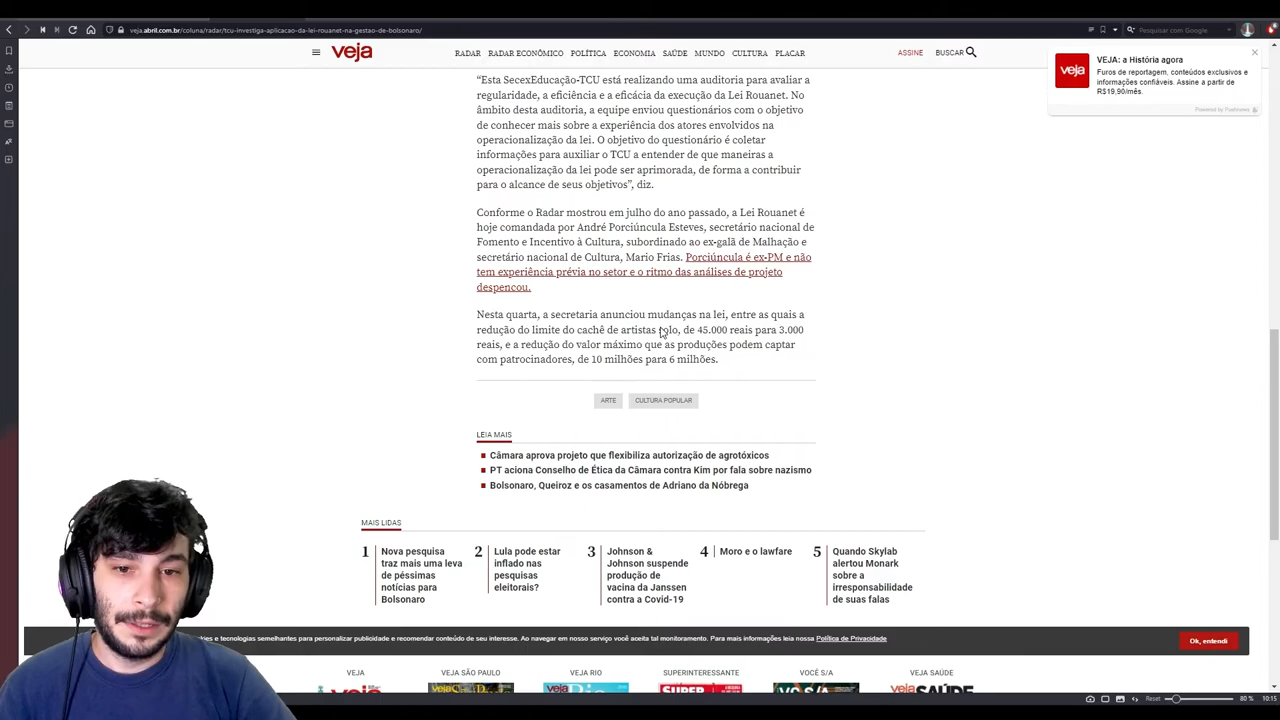 veja.abril.com.br/coluna/radar/tcu-investiga-aplicacao-da-lei-rouanet-na-gestao-de-bolsonaro/
Pesquisar com Google
veja
RADAR RADAR ECONÔMICO POLÍTICA ECONOMIA SAÚDE MUNDO CULTURA PLACAR
ASSINE BUSCAR
VEJA: a História agora
Furos de reportagem, conteúdos exclusivos e
informações confiáveis. Assine a partir de
R$19,90/mês.
“Esta SecexEducação-TCU está realizando uma auditoria para avaliar a
regularidade, a eficiência e a eficácia da execução da Lei Rouanet. No
âmbito desta auditoria, a equipe enviou questionários com o objetivo
de conhecer mais sobre a experiência dos atores envolvidos na
operacionalização da lei. O objetivo do questionário é coletar
informações para auxiliar o TCU a entender de que maneiras a
operacionalização da lei pode ser aprimorada, de forma a contribuir
para o alcance de seus objetivos”, diz.
Conforme o Radar mostrou em julho do ano passado, a Lei Rouanet é
hoje comandada por André Porciúncula Esteves, secretário nacional de
Fomento e Incentivo à Cultura, subordinado ao ex-galã de Malhação e
secretário nacional de Cultura, Mario Frias. Porciúncula é ex-PM e não
tem experiência prévia no setor e o ritmo das análises de projeto
despencou.
Nesta quarta, a secretaria anunciou mudanças na lei, entre as quais a
redução do limite do cachê de artistas solo, de 45.000 reais para 3.000
reais, e a redução do valor máximo que as produções podem captar
com patrocinadores, de 10 milhões para 6 milhões.
ARTE CULTURA POPULAR
LEIA MAIS
Câmara aprova projeto que flexibiliza autorização de agrotóxicos
PT aciona Conselho de Ética da Câmara contra Kim por fala sobre nazismo
Bolsonaro, Queiroz e os casamentos de Adriano da Nóbrega
MAIS LIDAS
1 Nova pesquisa
traz mais uma leva
de péssimas
notícias para
Bolsonaro
2 Lula pode estar
inflado nas
pesquisas
eleitorais?
3 Johnson &
Johnson suspende
produção de
vacina da Janssen
contra a Covid-19
4 Moro e o lawfare
5 Quando Skylab
alertou Monark
sobre a
irresponsabilidade
de suas falas
e tecnologias semelhantes para personalizar publicidade e recomendar conteúdo de seu interesse. Ao navegar em nosso serviço você aceita tal monitoramento. Para mais informações leia nossa Política de Privacidade
Ok, entendi
VEJA VEJA SÃO PAULO VEJA RIO SUPERINTERESSANTE VOCÊ S/A VEJA SAÚDE
Reset 80 % 10:15